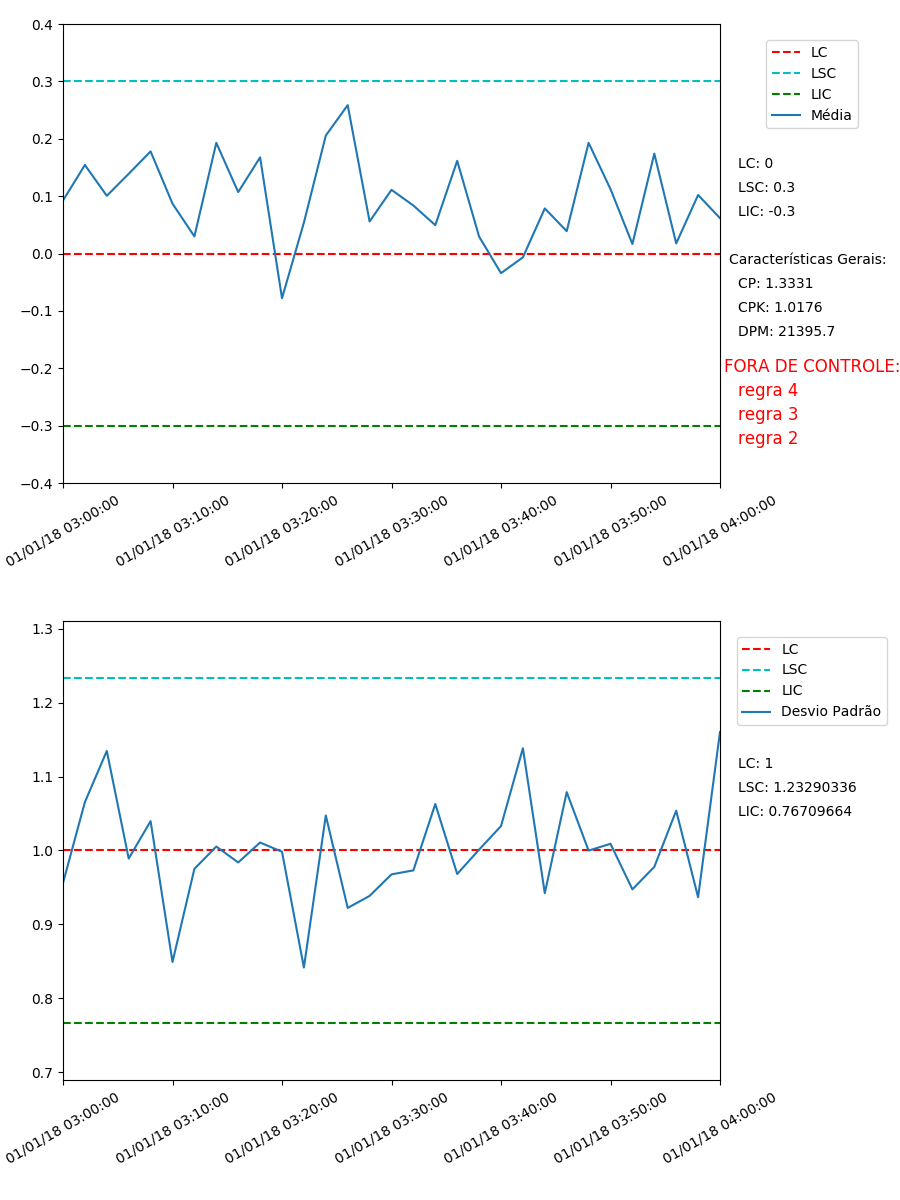 0.4
0.3
0.2
0.1
0.0
−0.1
−0.2
−0.3
−0.4
01/01/18 03:00:00
01/01/18 03:10:00
01/01/18 03:20:00
01/01/18 03:30:00
01/01/18 03:40:00
01/01/18 03:50:00
01/01/18 04:00:00
LC
LSC
LIC
Média
LC: 0
LSC: 0.3
LIC: -0.3
Características Gerais:
CP: 1.3331
CPK: 1.0176
DPM: 21395.7
FORA DE CONTROLE:
regra 4
regra 3
regra 2
1.3
1.2
1.1
1.0
0.9
0.8
0.7
01/01/18 03:00:00
01/01/18 03:10:00
01/01/18 03:20:00
01/01/18 03:30:00
01/01/18 03:40:00
01/01/18 03:50:00
01/01/18 04:00:00
LC
LSC
LIC
Desvio Padrão
LC: 1
LSC: 1.23290336
LIC: 0.76709664